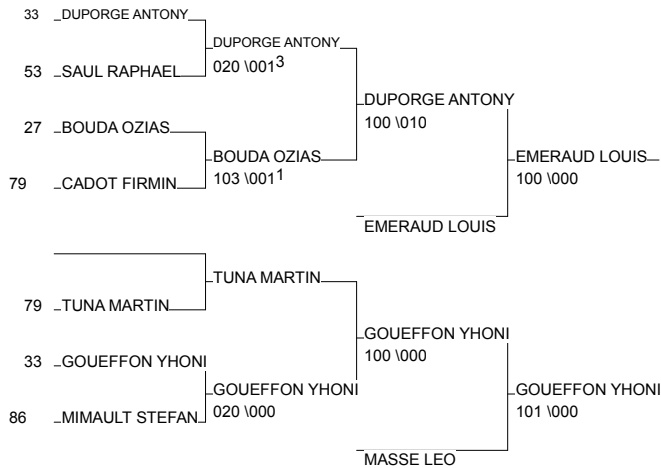 33 DUPORGE ANTONY
DUPORGE ANTONY
020 \001 3
53 SAUL RAPHAEL
DUPORGE ANTONY
100 \010
27 BOUDA OZIAS
BOUDA OZIAS
103 \001 1
EMERAUD LOUIS
100 \000
79 CADOT FIRMIN
EMERAUD LOUIS
TUNA MARTIN
79 TUNA MARTIN
GOUEFFON YHONI
100 \000
33 GOUEFFON YHONI
GOUEFFON YHONI
020 \000
GOUEFFON YHONI
101 \000
86 MIMAULT STEFAN
MASSE LEO